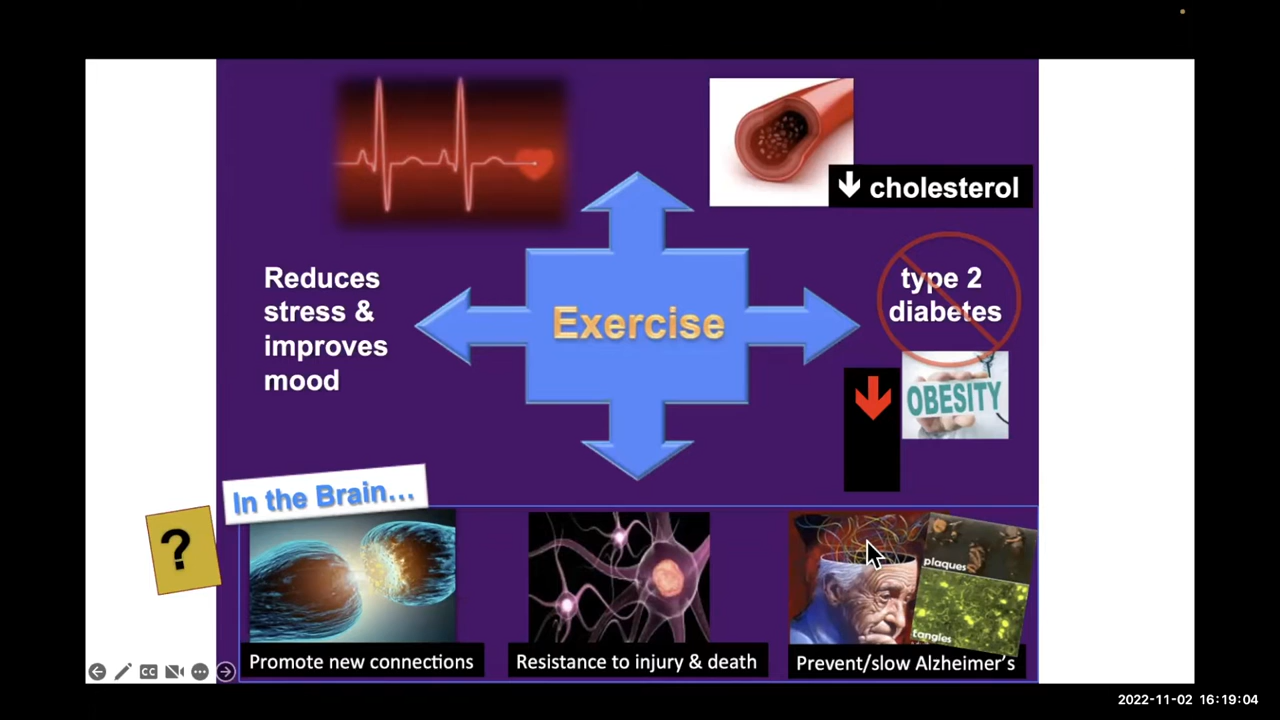 ↓ cholesterol
Reduces
stress &
improves
mood
Exercise
type 2
diabetes
OBESITY
In the Brain...
?
plaques
tangles
Promote new connections
Resistance to injury & death
Prevent/slow Alzheimer's
CC
2022-11-02 16:19:04